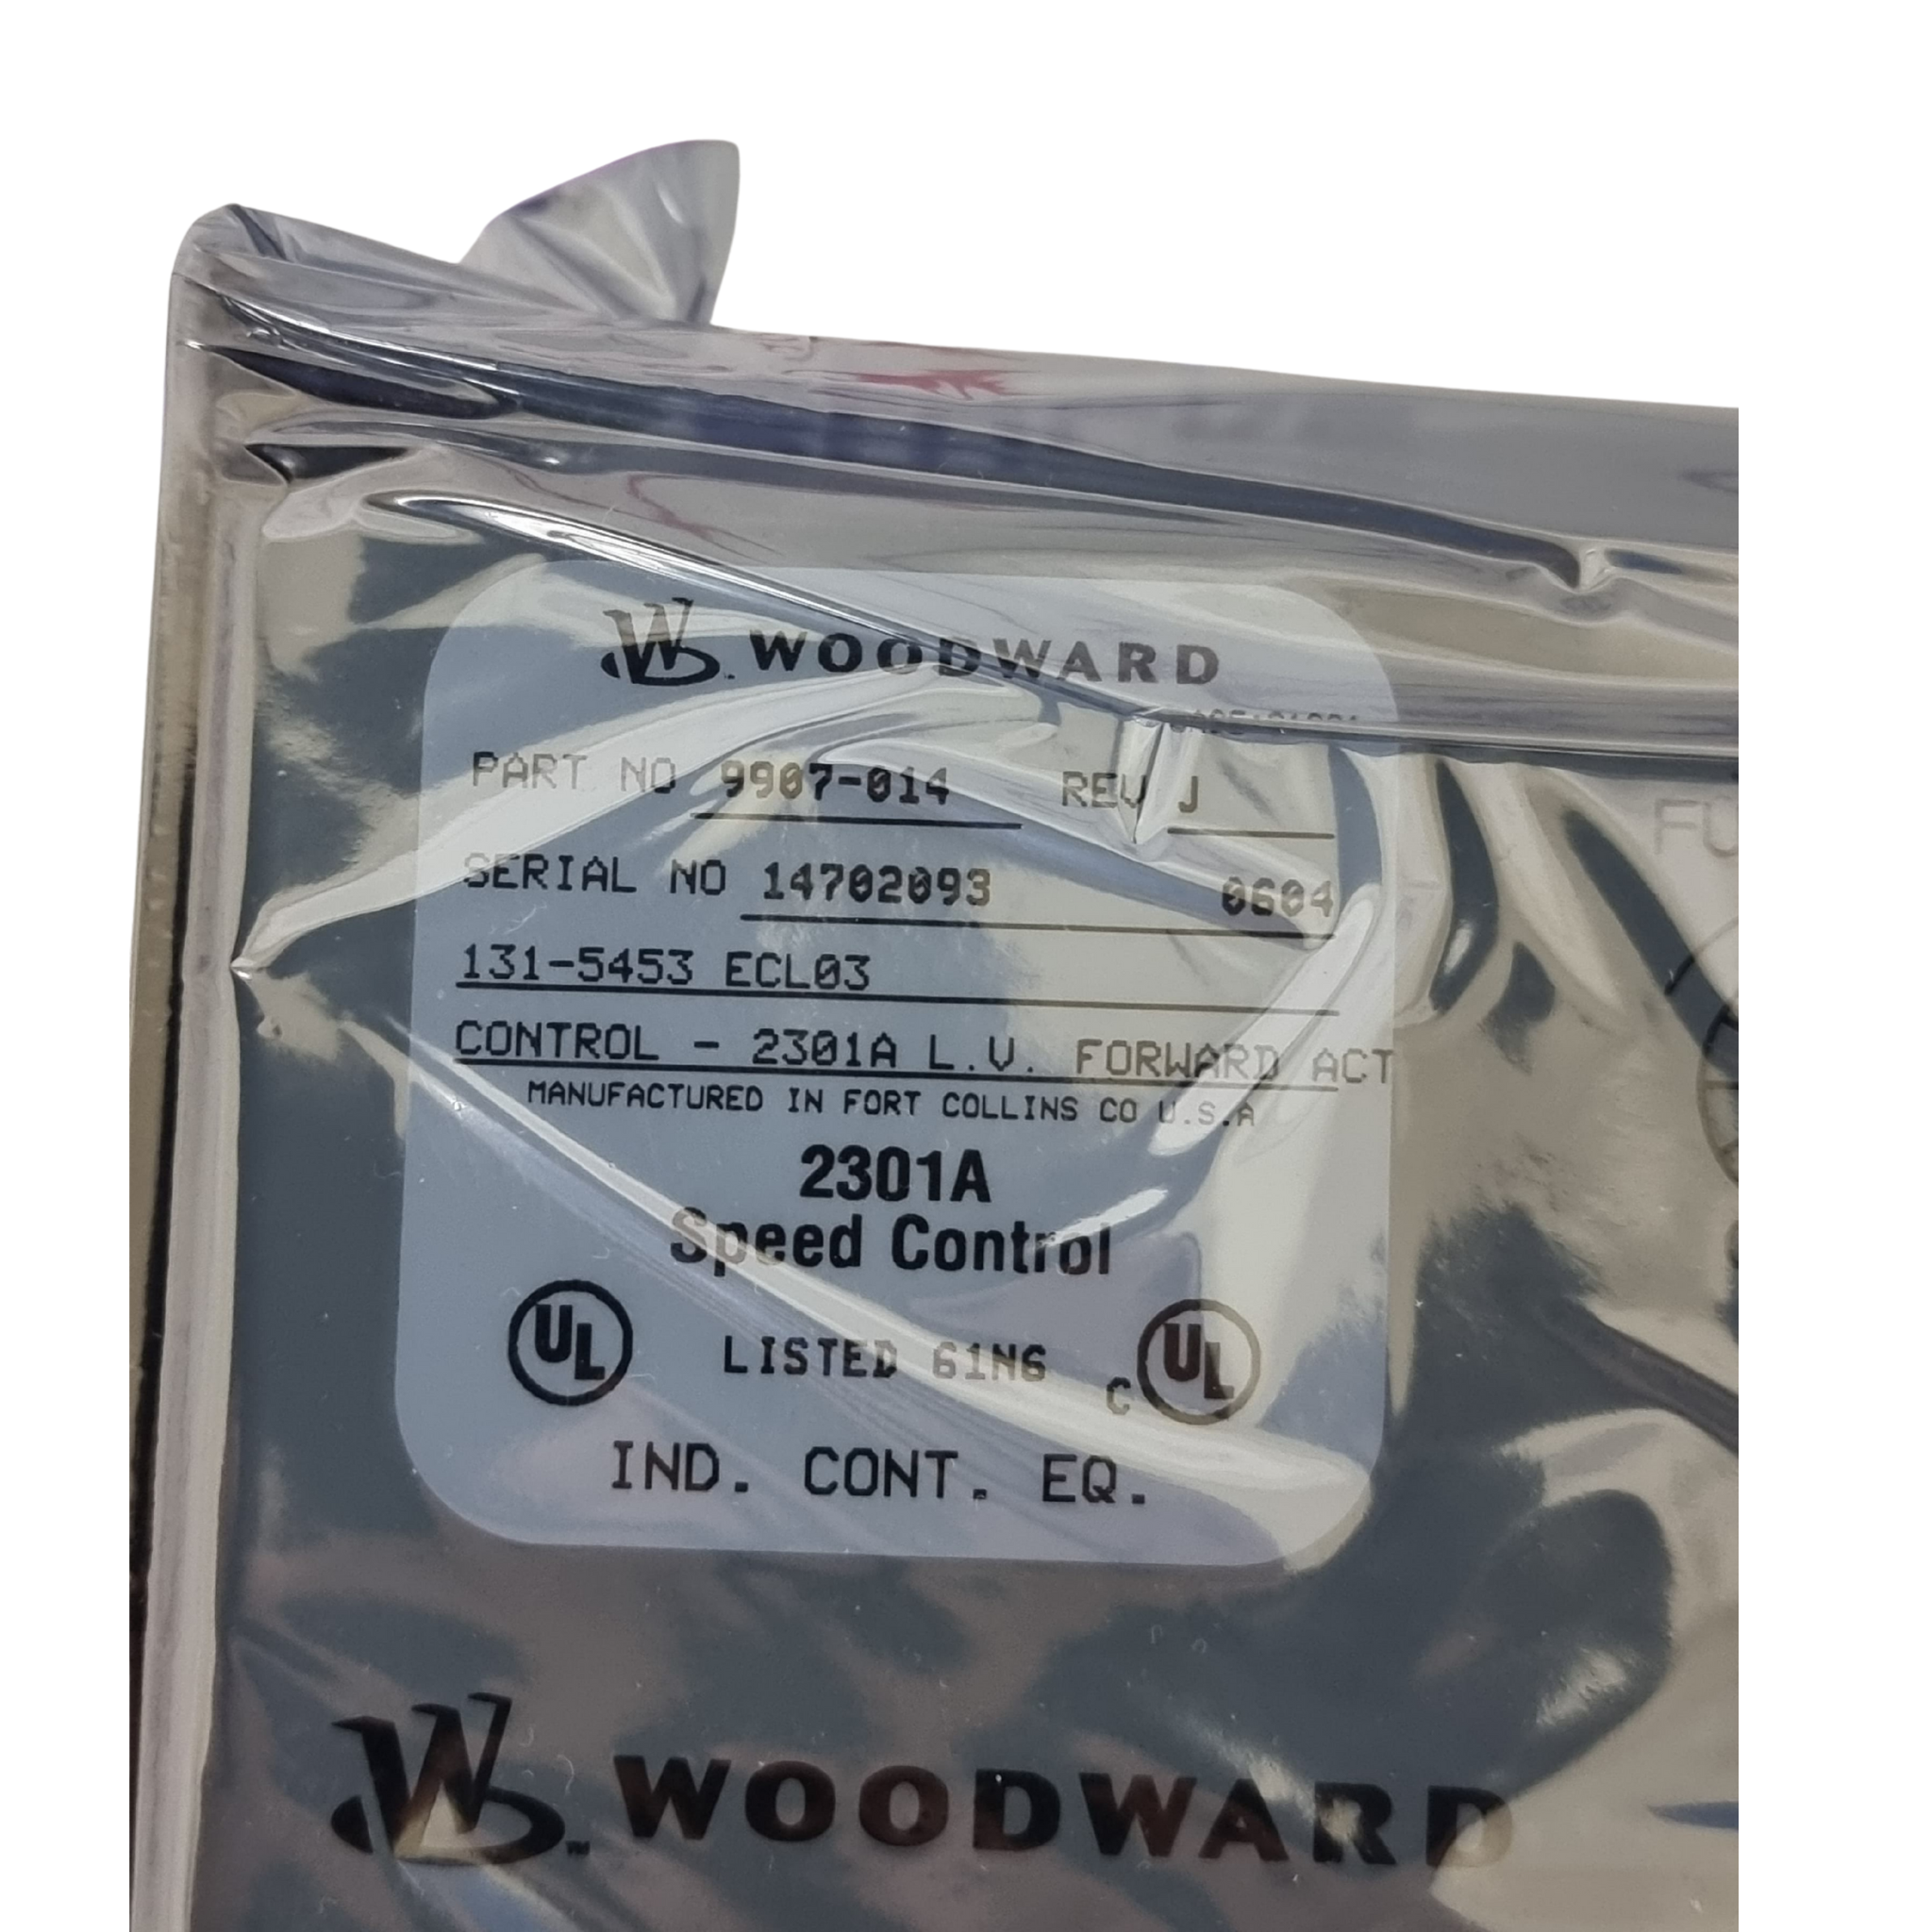 WOODWARD
PART NO 9907-014 REV J
SERIAL NO 14702093 0604
131-5453 ECL03
CONTROL - 2301A L.V. FORWARD ACT
MANUFACTURED IN FORT COLLINS CO U.S.A
2301A
Speed Control
UL LISTED 61N6 C UL
IND. CONT. EQ.
WOODWARD